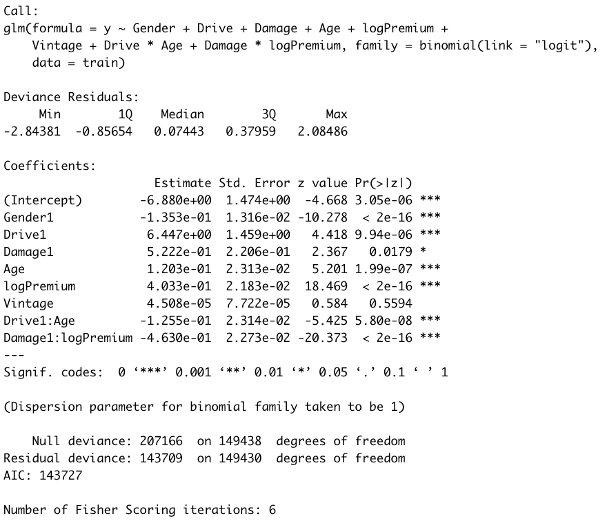 Call:
glm(formula = y ~ Gender + Drive + Damage + Age + logPremium +
    Vintage + Drive * Age + Damage * logPremium, family = binomial(link = "logit"),
    data = train)

Deviance Residuals:
     Min       1Q   Median       3Q      Max
-2.84381 -0.85654  0.07443  0.37959  2.08486

Coefficients:
                    Estimate Std. Error z value Pr(>|z|)
(Intercept)       -6.880e+00  1.474e+00  -4.668 3.05e-06 ***
Gender1           -1.353e-01  1.316e-02 -10.278  < 2e-16 ***
Drive1             6.447e+00  1.459e+00   4.418 9.94e-06 ***
Damage1            5.222e-01  2.206e-01   2.367   0.0179 *
Age                1.203e-01  2.313e-02   5.201 1.99e-07 ***
logPremium         4.033e-01  2.183e-02  18.469  < 2e-16 ***
Vintage            4.508e-05  7.722e-05   0.584   0.5594
Drive1:Age        -1.255e-01  2.314e-02  -5.425 5.80e-08 ***
Damage1:logPremium -4.630e-01  2.273e-02 -20.373  < 2e-16 ***
---
Signif. codes:  0 ‘***’ 0.001 ‘**’ 0.01 ‘*’ 0.05 ‘.’ 0.1 ‘ ’ 1

(Dispersion parameter for binomial family taken to be 1)

    Null deviance: 207166  on 149438  degrees of freedom
Residual deviance: 143709  on 149430  degrees of freedom
AIC: 143727

Number of Fisher Scoring iterations: 6